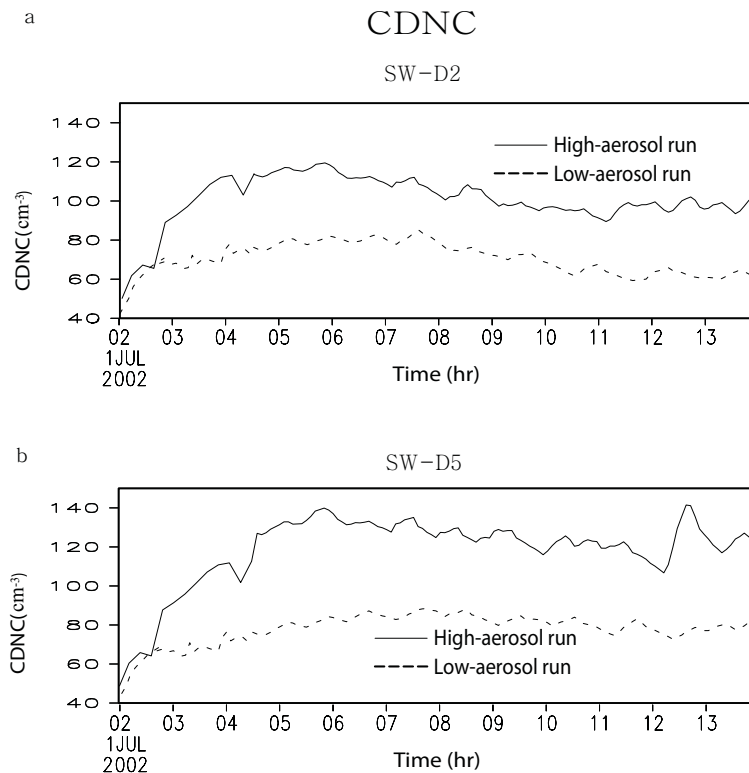 a
CDNC
SW-D2
140
120
100
80
60
40
CDNC(cm-3)
High-aerosol run
Low-aerosol run
02 03 04 05 06 07 08 09 10 11 12 13
1JUL
2002
Time (hr)
b
SW-D5
140
120
100
80
60
40
CDNC(cm-3)
High-aerosol run
Low-aerosol run
02 03 04 05 06 07 08 09 10 11 12 13
1JUL
2002
Time (hr)